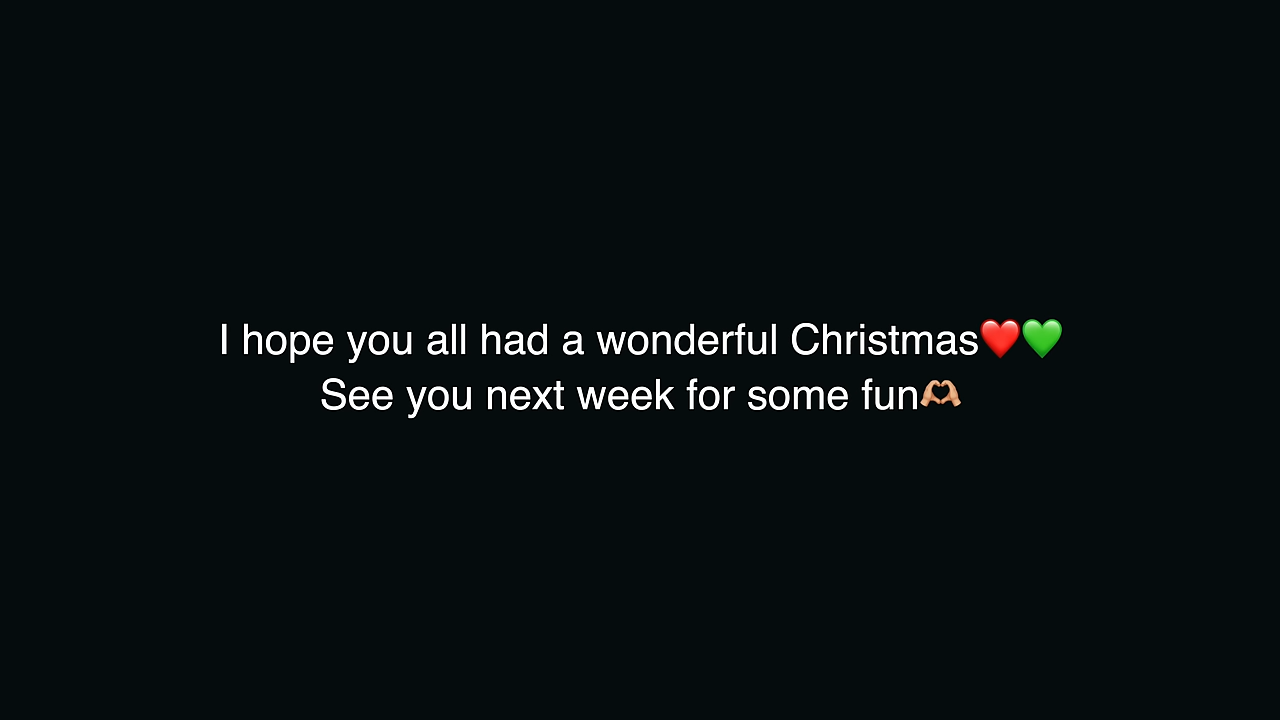 I hope you all had a wonderful Christmas❤️💚
See you next week for some fun🫶🏼